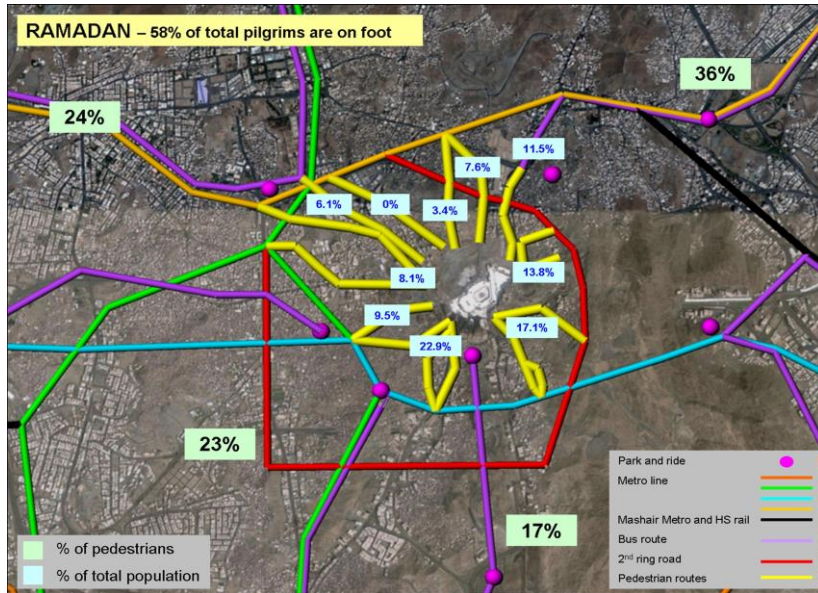 RAMADAN – 58% of total pilgrims are on foot
36%
24%
11.5%
7.6%
6.1%
0%
3.4%
8.1%
13.8%
9.5%
17.1%
22.9%
23%
17%
% of pedestrians
% of total population
Park and ride
Metro line
Mashair Metro and HS rail
Bus route
2nd ring road
Pedestrian routes